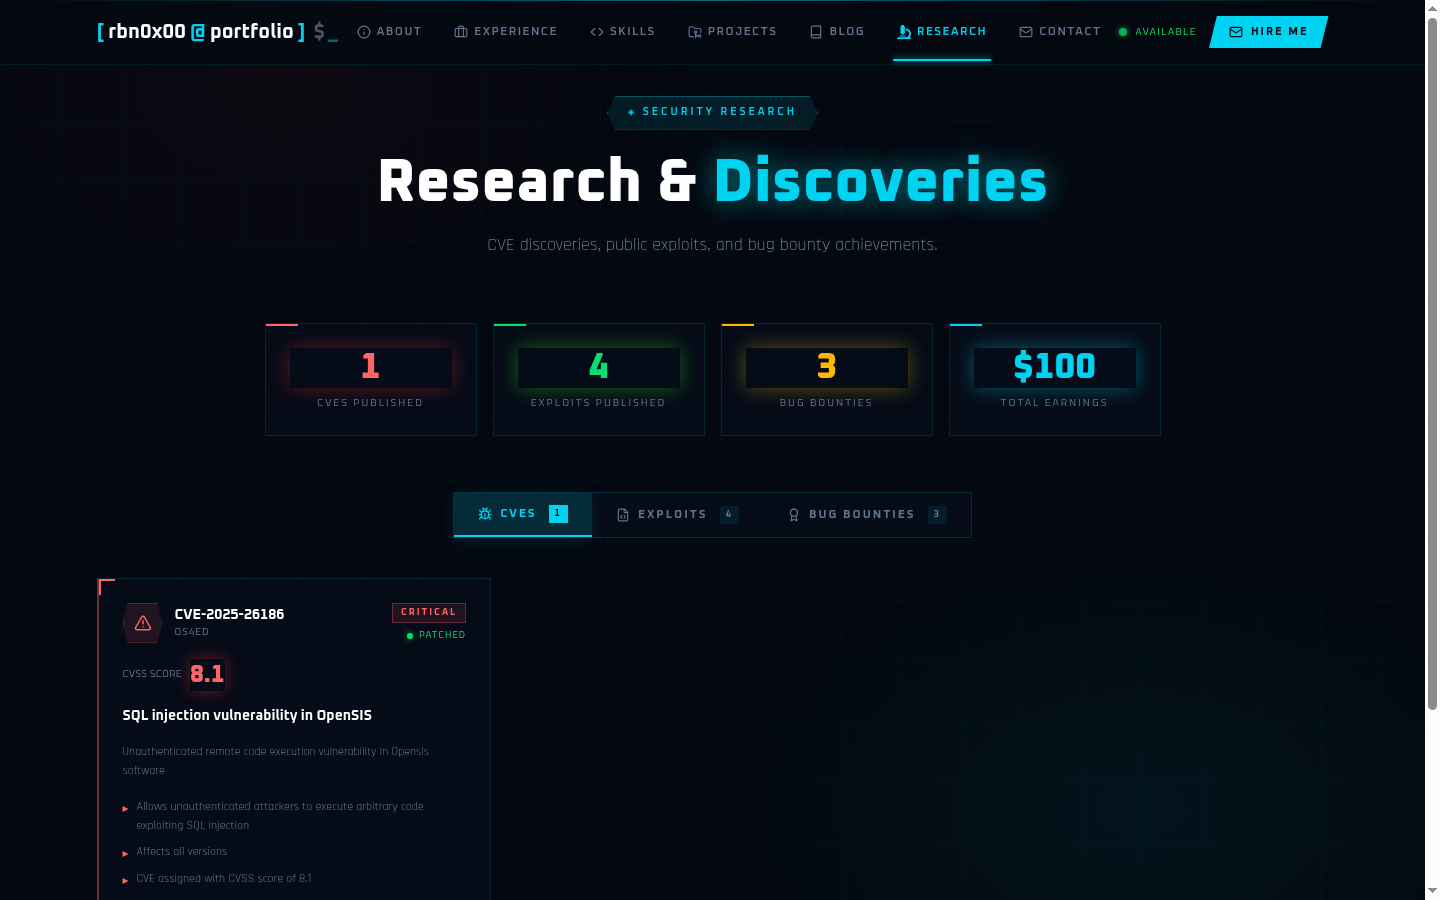 [ rbn0x00 @ portfolio ] $_
ABOUT
EXPERIENCE
SKILLS
PROJECTS
BLOG
RESEARCH
CONTACT
AVAILABLE
HIRE ME
SECURITY RESEARCH
Research & Discoveries
CVE discoveries, public exploits, and bug bounty achievements.
1
CVES PUBLISHED
4
EXPLOITS PUBLISHED
3
BUG BOUNTIES
$100
TOTAL EARNINGS
CVES 1
EXPLOITS 4
BUG BOUNTIES 3
CVE-2025-26186
OS4ED
CRITICAL
PATCHED
CVSS SCORE 8.1
SQL injection vulnerability in OpenSIS
Unauthenticated remote code execution vulnerability in Opensis
software
Allows unauthenticated attackers to execute arbitrary code
exploiting SQL injection
Affects all versions
CVE assigned with CVSS score of 8.1